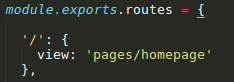 module.exports.routes = {
'/': {
view: 'pages/homepage'
},